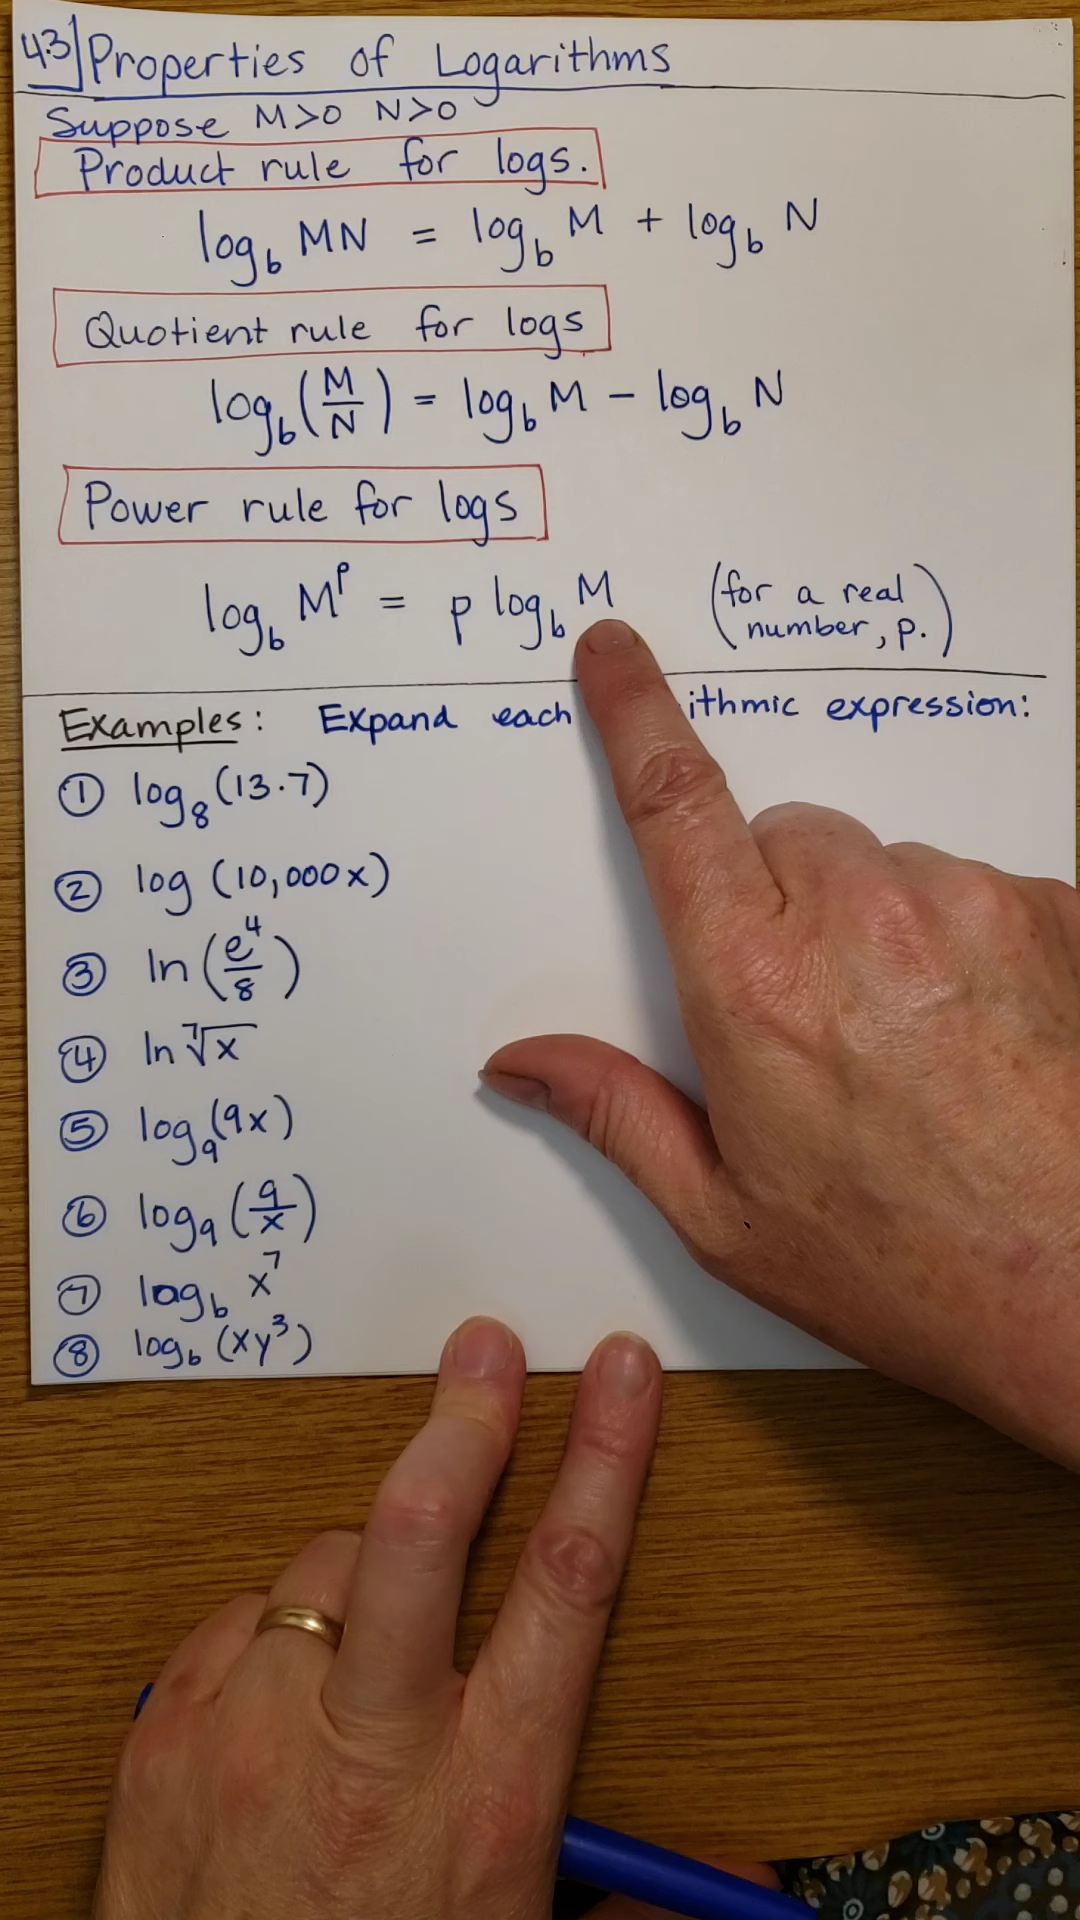 4.3 Properties of Logarithms
Suppose M>0 N>0
Product rule for logs.
log_b MN = log_b M + log_b N
Quotient rule for logs
log_b (M/N) = log_b M − log_b N
Power rule for logs
log_b M^p = p log_b M (for a real number, p.)
Examples: Expand each ithmic expression:
① log_8 (13·7)
② log (10,000x)
③ ln (e^4/8)
④ ln ⁷√x
⑤ log_9 (9x)
⑥ log_9 (9/x)
⑦ log_b x^7
⑧ log_b (xy^3)